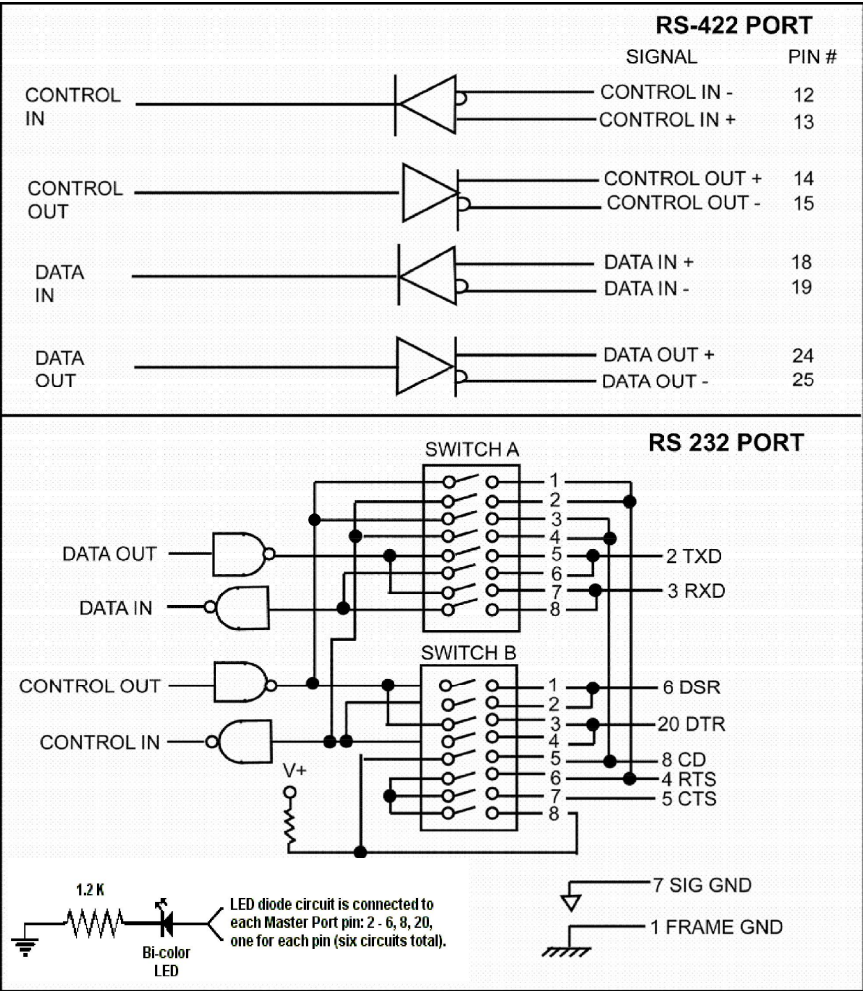 RS-422 PORT
SIGNAL PIN #
CONTROL IN
CONTROL IN - 12
CONTROL IN + 13
CONTROL OUT
CONTROL OUT + 14
CONTROL OUT - 15
DATA IN
DATA IN + 18
DATA IN - 19
DATA OUT
DATA OUT + 24
DATA OUT - 25
RS 232 PORT
SWITCH A
1
2
3
4
DATA OUT 5 2 TXD
6
7 3 RXD
DATA IN 8
SWITCH B
CONTROL OUT 1 6 DSR
2
3 20 DTR
CONTROL IN 4
5 8 CD
V+ 6 4 RTS
7 5 CTS
8
1.2 K
Bi-color
LED
LED diode circuit is connected to
each Master Port pin: 2 - 6, 8, 20,
one for each pin (six circuits total).
7 SIG GND
1 FRAME GND